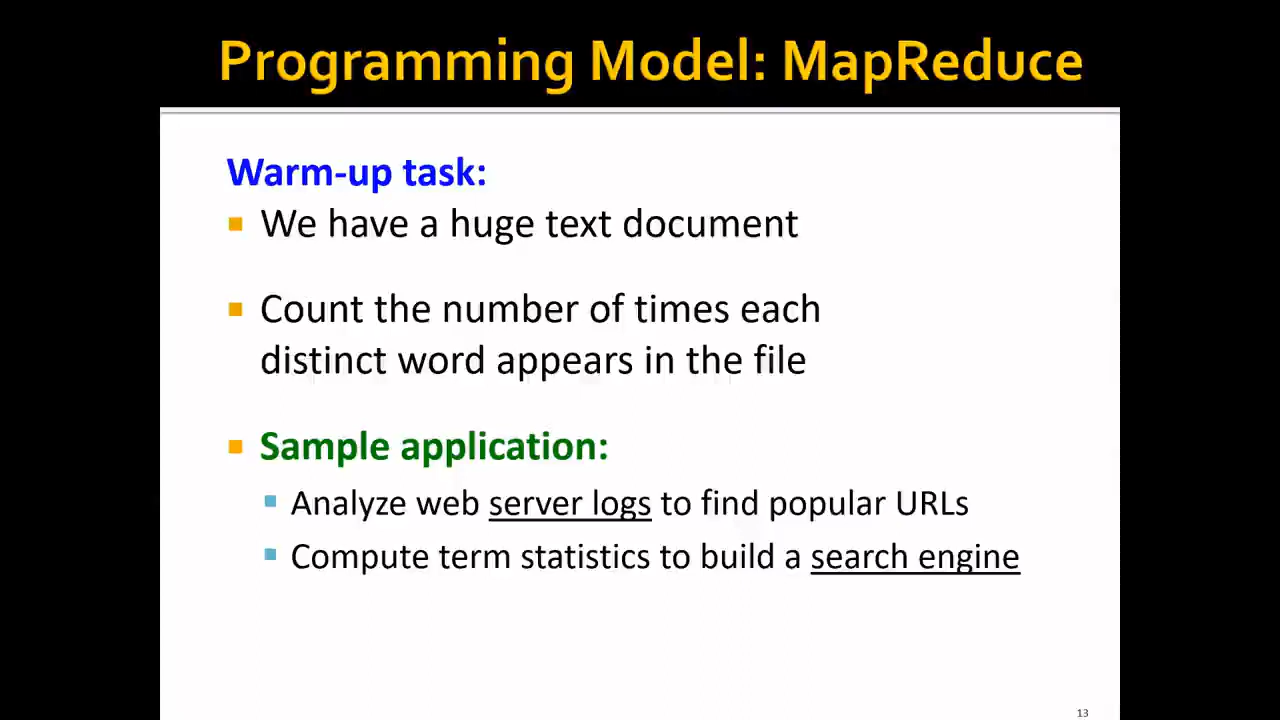 Programming Model: MapReduce
Warm-up task:
We have a huge text document
Count the number of times each
distinct word appears in the file
Sample application:
Analyze web server logs to find popular URLs
Compute term statistics to build a search engine
13